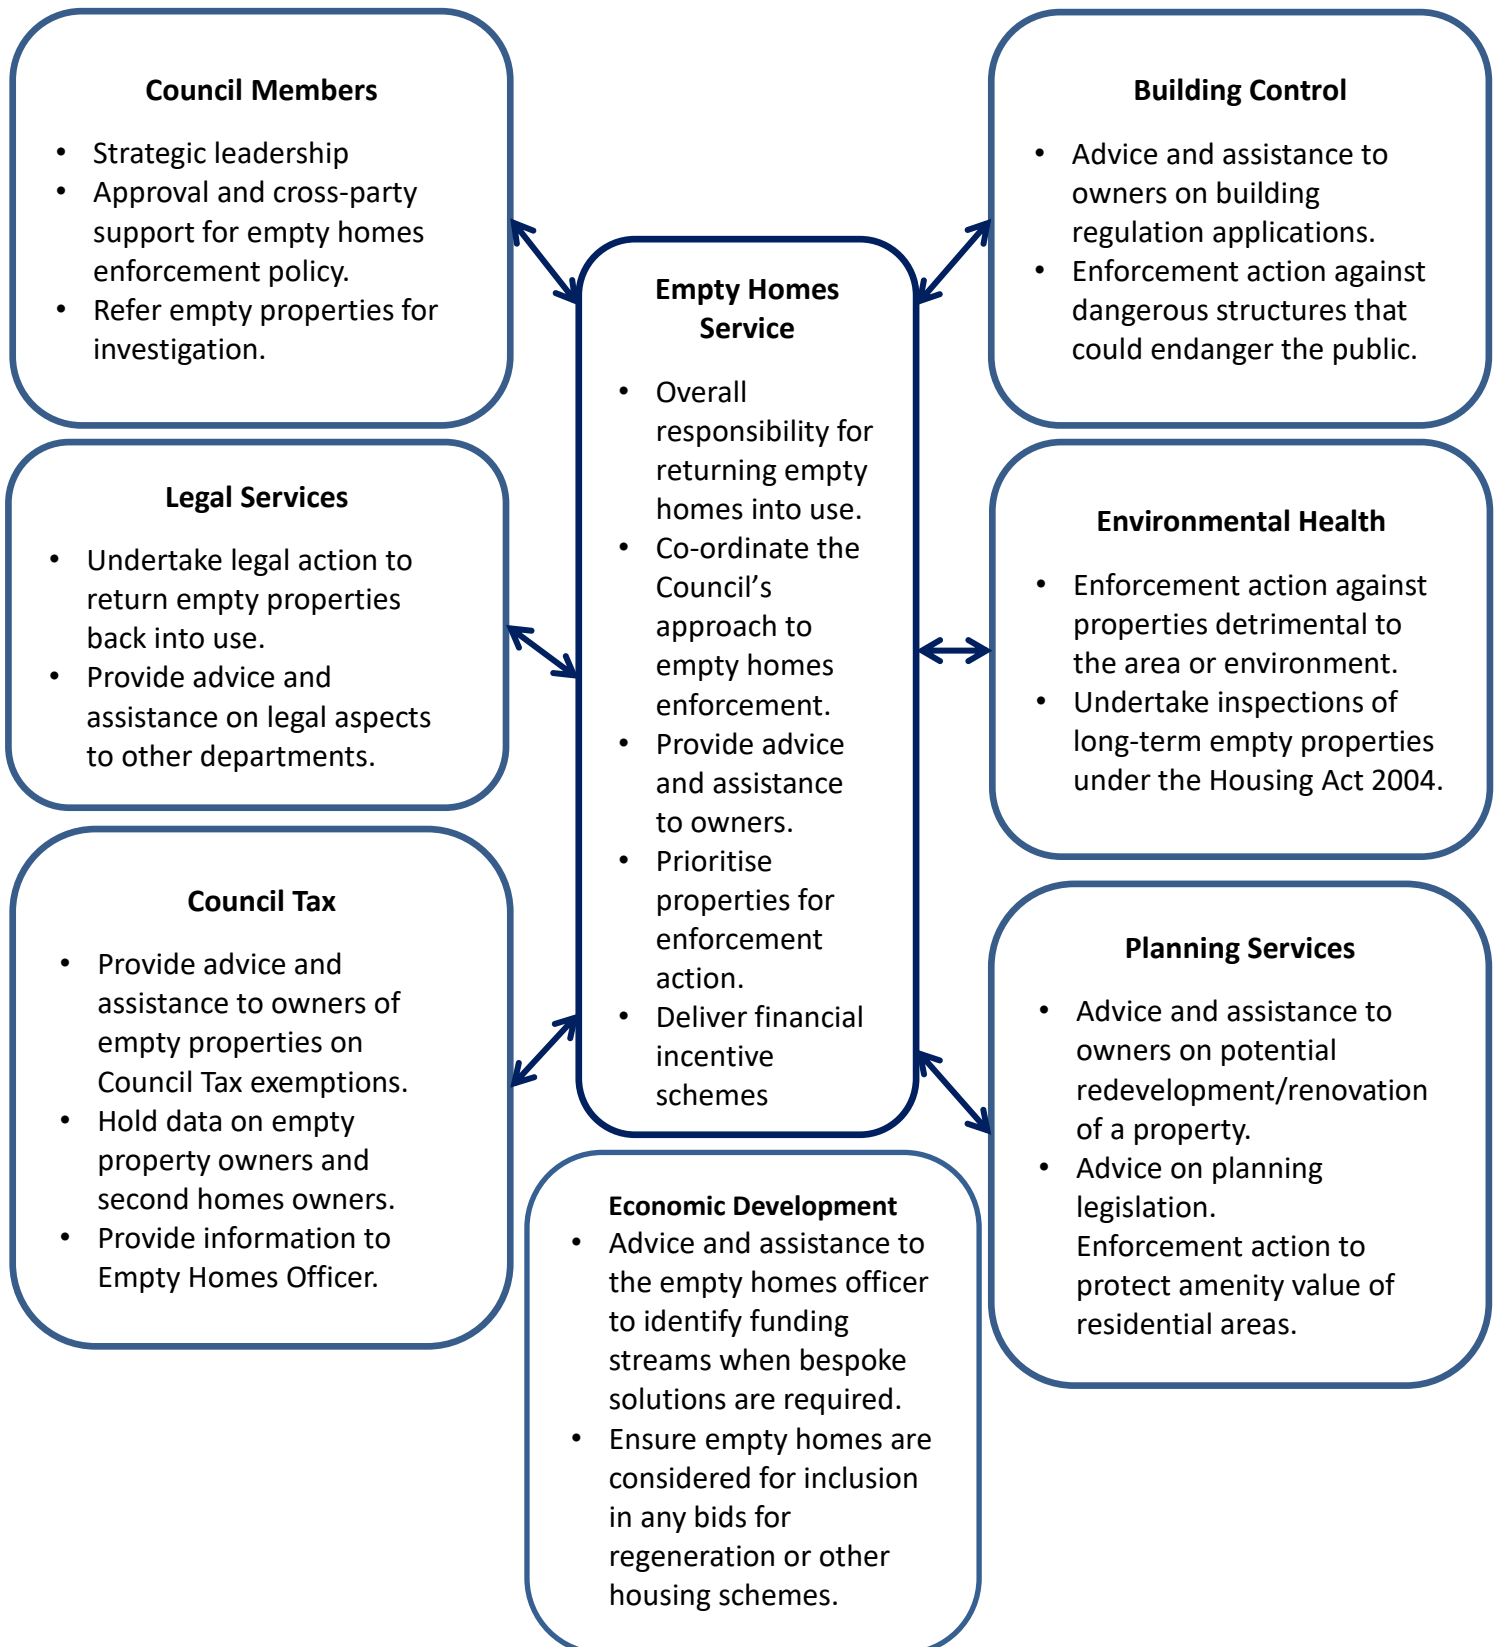 Council Members
• Strategic leadership
• Approval and cross-party
support for empty homes
enforcement policy.
• Refer empty properties for
investigation.
Legal Services
• Undertake legal action to
return empty properties
back into use.
• Provide advice and
assistance on legal aspects
to other departments.
Council Tax
• Provide advice and
assistance to owners of
empty properties on
Council Tax exemptions.
• Hold data on empty
property owners and
second homes owners.
• Provide information to
Empty Homes Officer.
Empty Homes
Service
• Overall
responsibility for
returning empty
homes into use.
• Co-ordinate the
Council’s
approach to
empty homes
enforcement.
• Provide advice
and assistance
to owners.
• Prioritise
properties for
enforcement
action.
• Deliver financial
incentive
schemes
Economic Development
• Advice and assistance to
the empty homes officer
to identify funding
streams when bespoke
solutions are required.
• Ensure empty homes are
considered for inclusion
in any bids for
regeneration or other
housing schemes.
Building Control
• Advice and assistance to
owners on building
regulation applications.
• Enforcement action against
dangerous structures that
could endanger the public.
Environmental Health
• Enforcement action against
properties detrimental to
the area or environment.
• Undertake inspections of
long-term empty properties
under the Housing Act 2004.
Planning Services
• Advice and assistance to
owners on potential
redevelopment/renovation
of a property.
• Advice on planning
legislation.
Enforcement action to
protect amenity value of
residential areas.